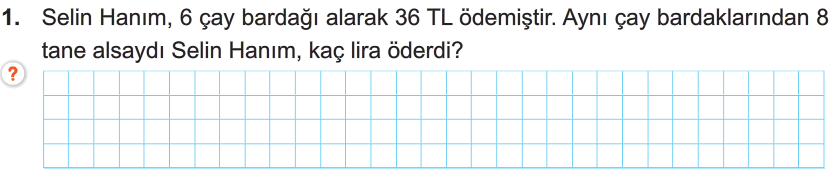 1. Selin Hanım, 6 çay bardağı alarak 36 TL ödemiştir. Aynı çay bardaklarından 8
tane alsaydı Selin Hanım, kaç lira öderdi?
?